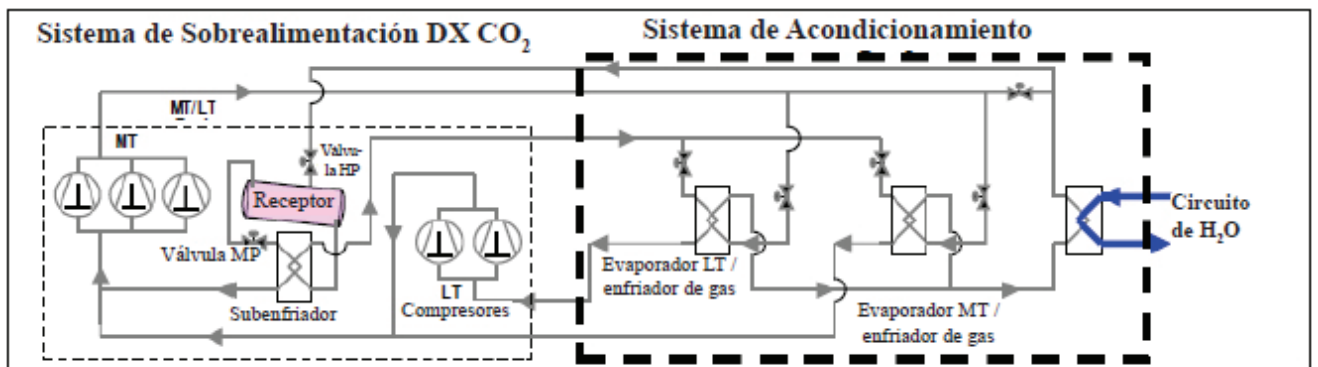 Sistema de Sobrealimentación DX CO₂
Sistema de Acondicionamiento
MT/LT
MT
Válvu-
la HP
Receptor
Válvula MP
Subenfriador
LT
Compresores
Evaporador LT /
enfriador de gas
Evaporador MT /
enfriador de gas
Circuito
de H₂O